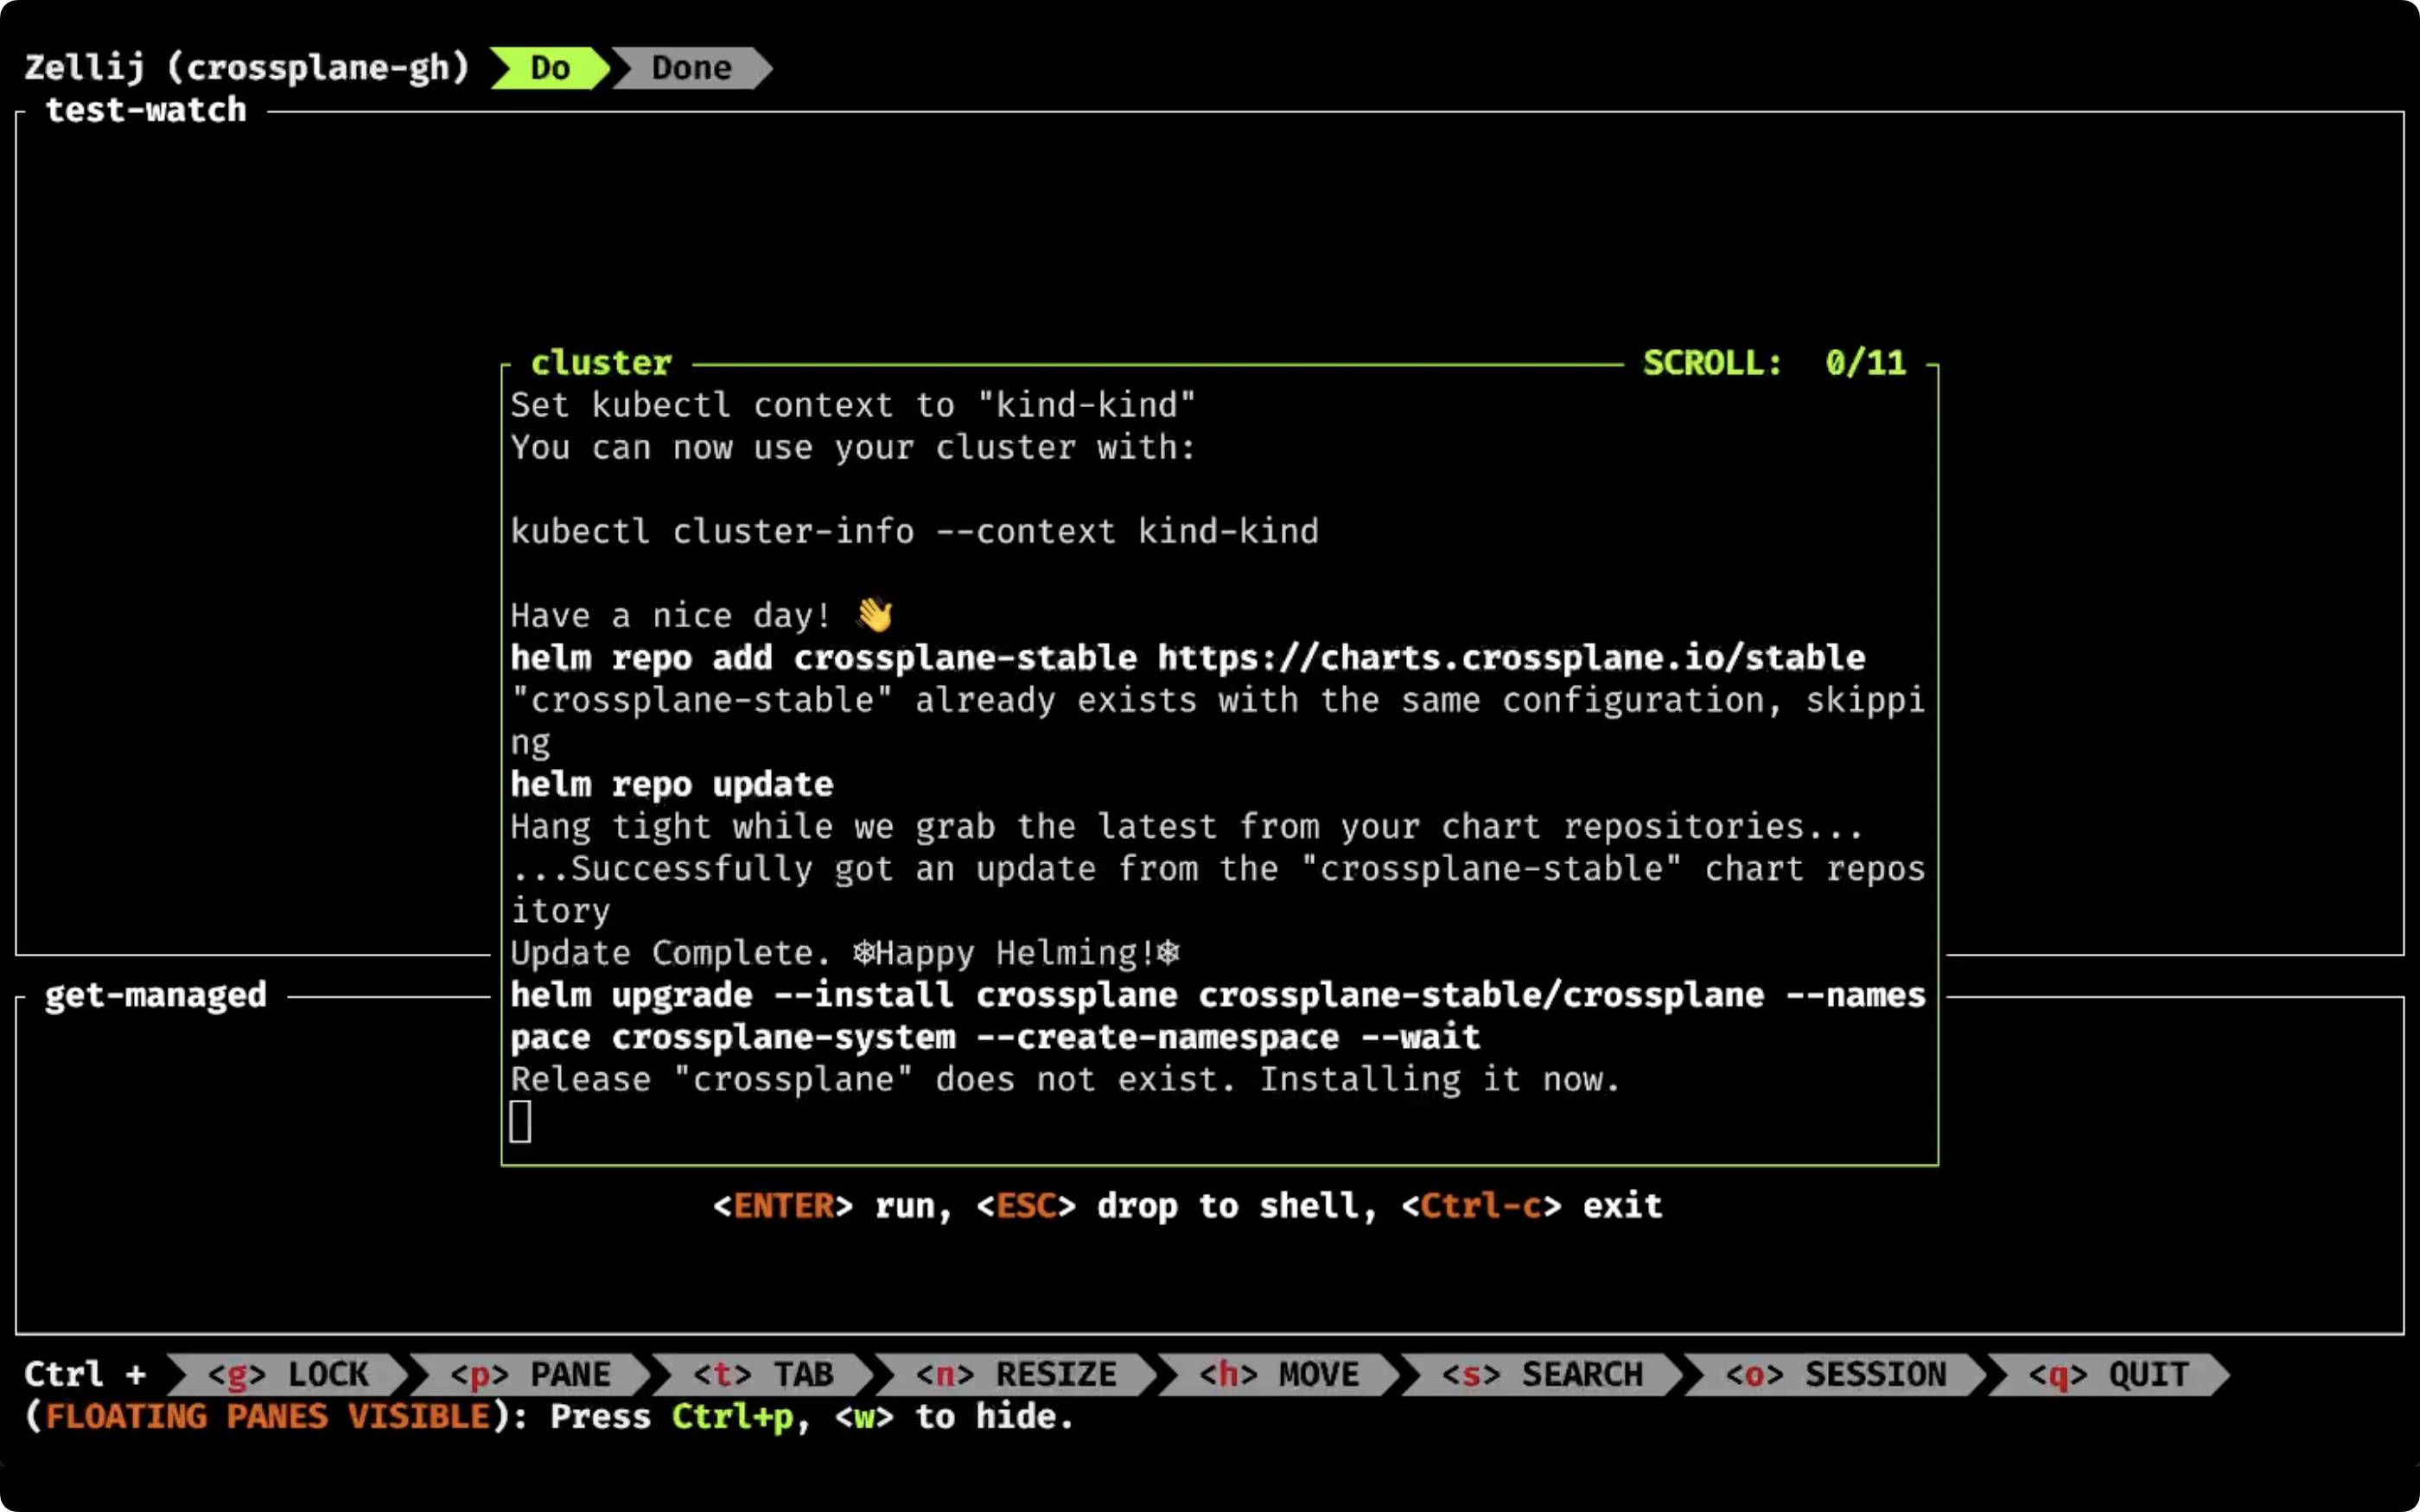 Zellij (crossplane-gh) Do Done
test-watch
cluster SCROLL: 0/11
Set kubectl context to "kind-kind"
You can now use your cluster with:
kubectl cluster-info --context kind-kind
Have a nice day! 👋
helm repo add crossplane-stable https://charts.crossplane.io/stable
"crossplane-stable" already exists with the same configuration, skippi
ng
helm repo update
Hang tight while we grab the latest from your chart repositories...
...Successfully got an update from the "crossplane-stable" chart repos
itory
Update Complete. ⎈Happy Helming!⎈
get-managed
helm upgrade --install crossplane crossplane-stable/crossplane --names
pace crossplane-system --create-namespace --wait
Release "crossplane" does not exist. Installing it now.
<ENTER> run, <ESC> drop to shell, <Ctrl-c> exit
Ctrl + <g> LOCK <p> PANE <t> TAB <n> RESIZE <h> MOVE <s> SEARCH <o> SESSION <q> QUIT
(FLOATING PANES VISIBLE): Press Ctrl+p, <w> to hide.